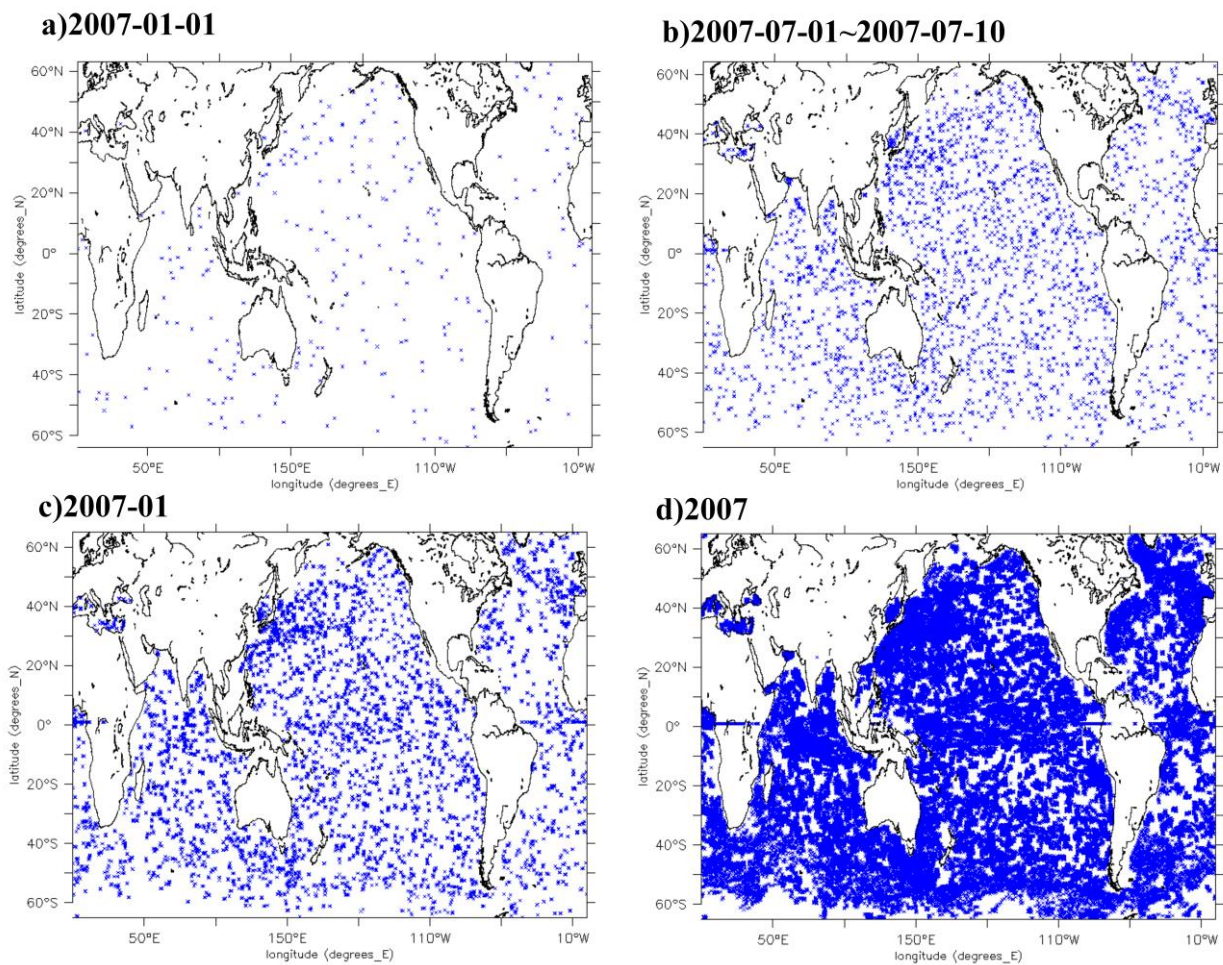 a)2007-01-01
b)2007-07-01~2007-07-10
60°N
40°N
20°N
0°
20°S
40°S
60°S
latitude (degrees_N)
50°E
150°E
110°W
10°W
longitude (degrees_E)
60°N
40°N
20°N
0°
20°S
40°S
60°S
latitude (degrees_N)
50°E
150°E
110°W
10°W
longitude (degrees_E)
c)2007-01
d)2007
60°N
40°N
20°N
0°
20°S
40°S
60°S
latitude (degrees_N)
50°E
150°E
110°W
10°W
longitude (degrees_E)
60°N
40°N
20°N
0°
20°S
40°S
60°S
latitude (degrees_N)
50°E
150°E
110°W
10°W
longitude (degrees_E)